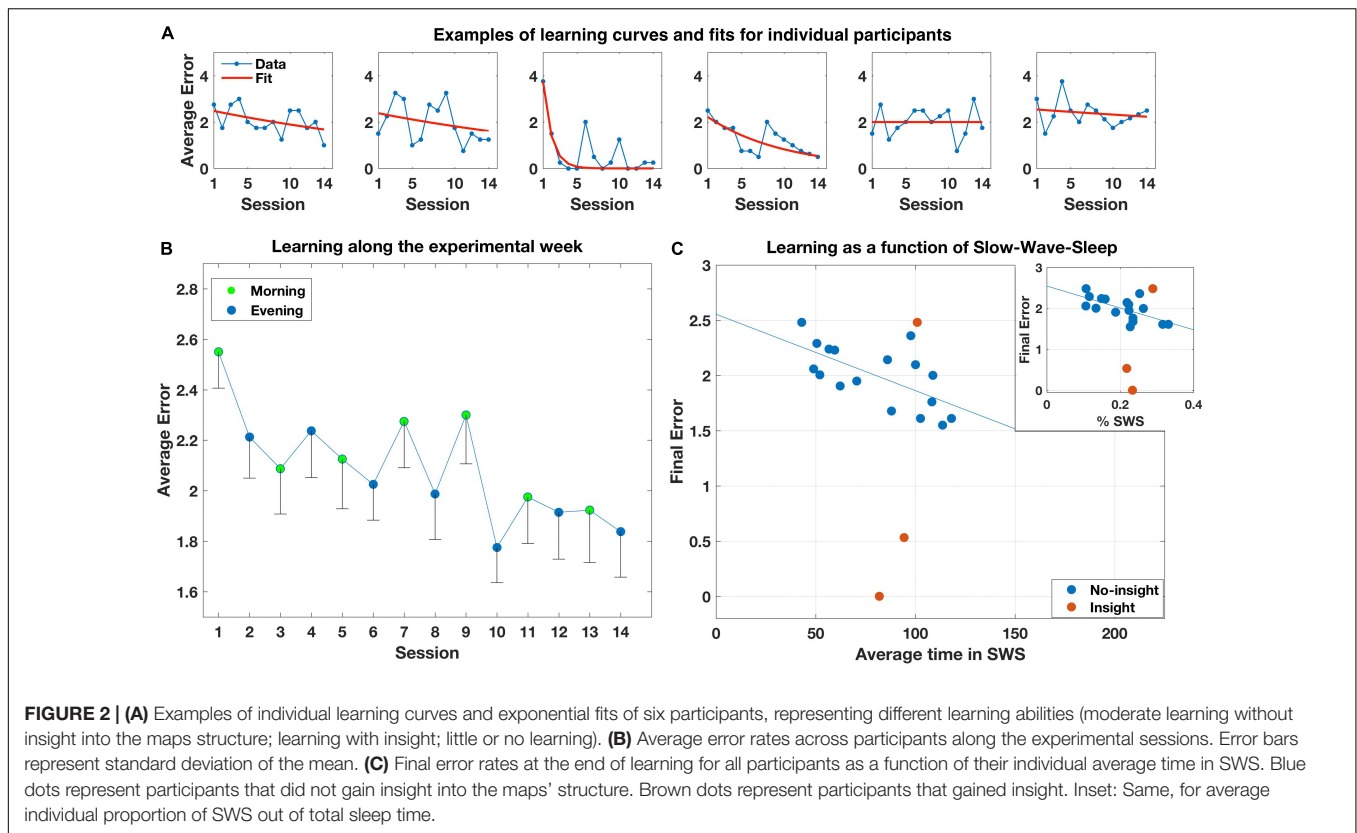 A
Examples of learning curves and fits for individual participants
Average Error
4
2
0
Data
Fit
1 5 10 14
Session
4
2
0
1 5 10 14
Session
4
2
0
1 5 10 14
Session
4
2
0
1 5 10 14
Session
4
2
0
1 5 10 14
Session
4
2
0
1 5 10 14
Session
B
Learning along the experimental week
Average Error
2.8
2.6
2.4
2.2
2
1.8
1.6
Morning
Evening
1 2 3 4 5 6 7 8 9 10 11 12 13 14
Session
C
Learning as a function of Slow-Wave-Sleep
Final Error
3
2.5
2
1.5
1
0.5
0
0 50 100 150 200
Average time in SWS
No-insight
Insight
Final Error
3
2
1
0
0 0.2 0.4
% SWS
FIGURE 2 | (A) Examples of individual learning curves and exponential fits of six participants, representing different learning abilities (moderate learning without
insight into the maps structure; learning with insight; little or no learning). (B) Average error rates across participants along the experimental sessions. Error bars
represent standard deviation of the mean. (C) Final error rates at the end of learning for all participants as a function of their individual average time in SWS. Blue
dots represent participants that did not gain insight into the maps' structure. Brown dots represent participants that gained insight. Inset: Same, for average
individual proportion of SWS out of total sleep time.